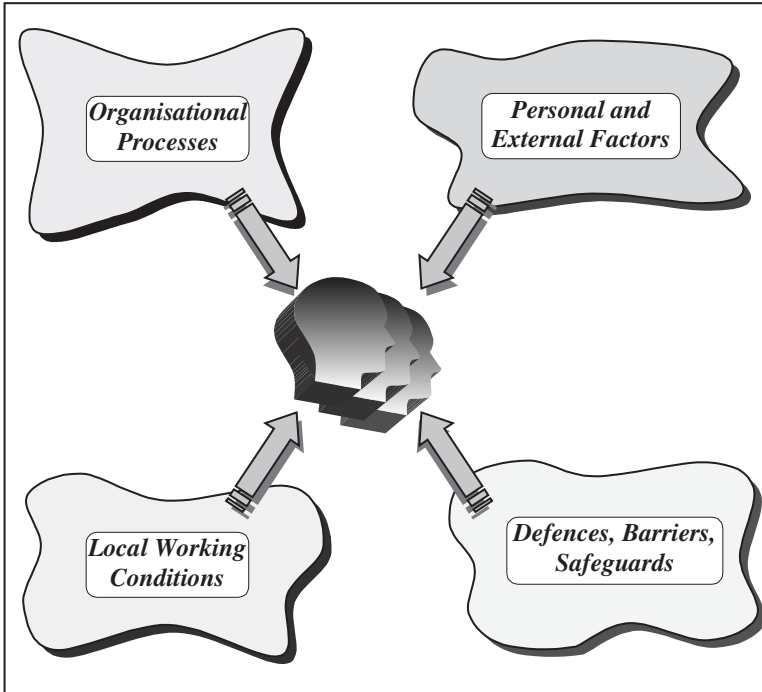 Organisational
Processes
Personal and
External Factors
Local Working
Conditions
Defences, Barriers,
Safeguards